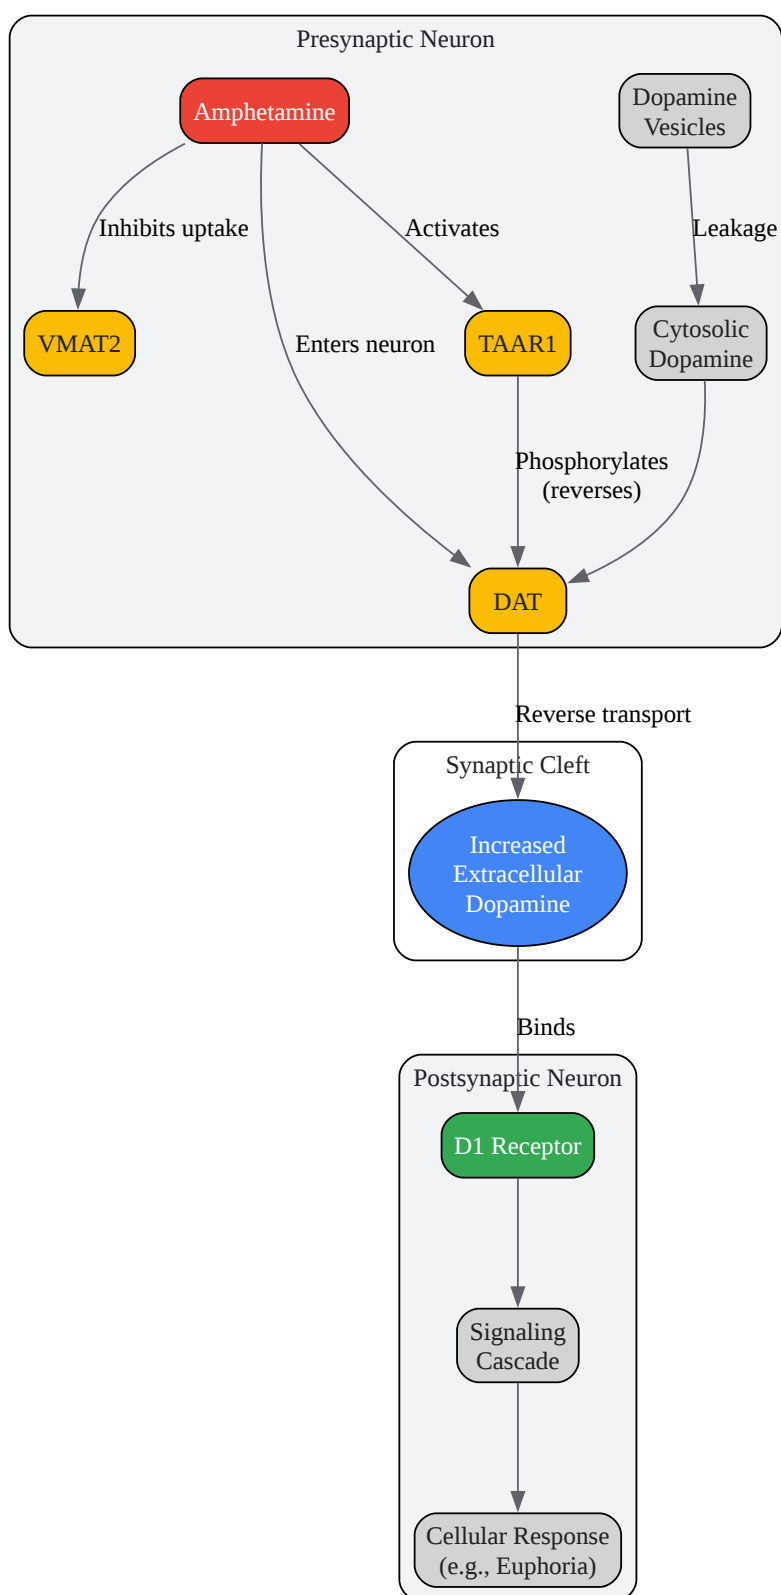 Presynaptic Neuron
Amphetamine
Dopamine
Vesicles
Inhibits uptake
Activates
Leakage
VMAT2
Enters neuron
TAAR1
Cytosolic
Dopamine
Phosphorylates
(reverses)
DAT
Reverse transport
Synaptic Cleft
Increased
Extracellular
Dopamine
Binds
Postsynaptic Neuron
D1 Receptor
Signaling
Cascade
Cellular Response
(e.g., Euphoria)